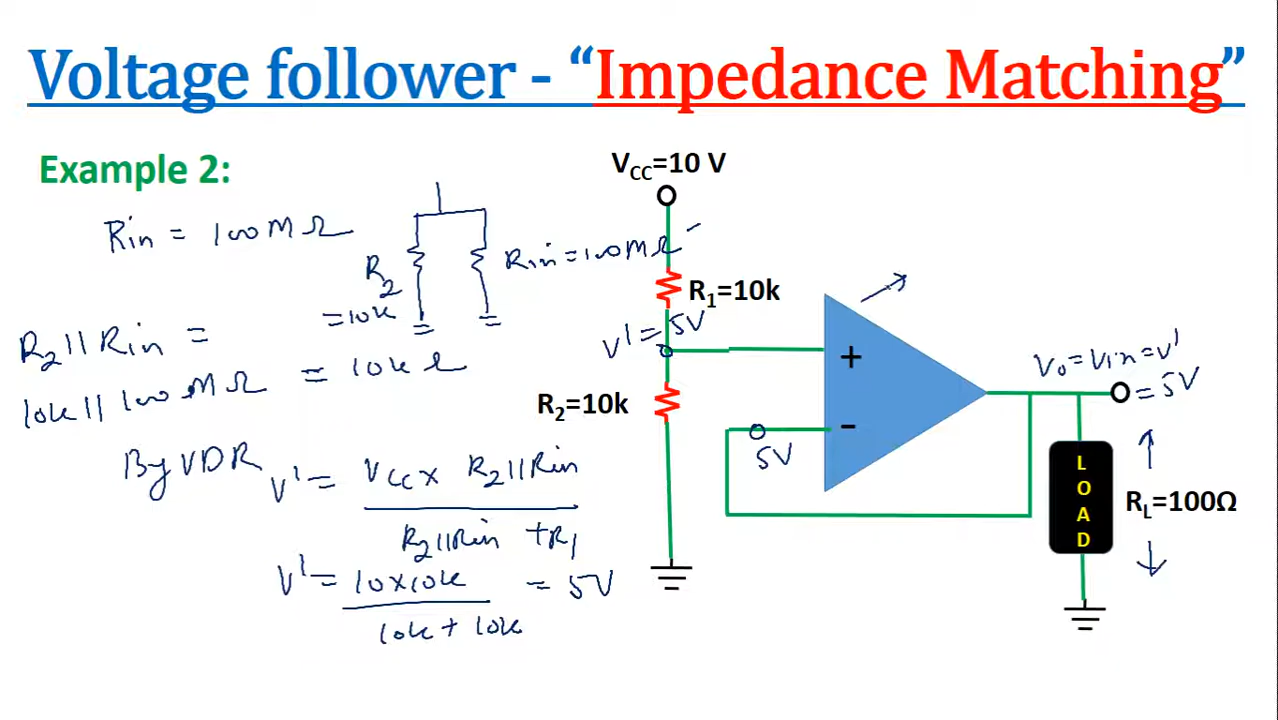 Voltage follower - “Impedance Matching”
Example 2:
Rin = 100MΩ
R2
=10k
Rin=100MΩ
R2||Rin =
10k||100MΩ = 10kΩ
By VDR V' = VCC x R2||Rin
R2||Rin +R1
V' = 10x10k = 5V
10k+10k
VCC=10 V
R1=10k
V'=5V
R2=10k
+
-
5V
Vo=Vin=V'
=5V
LOAD
RL=100Ω